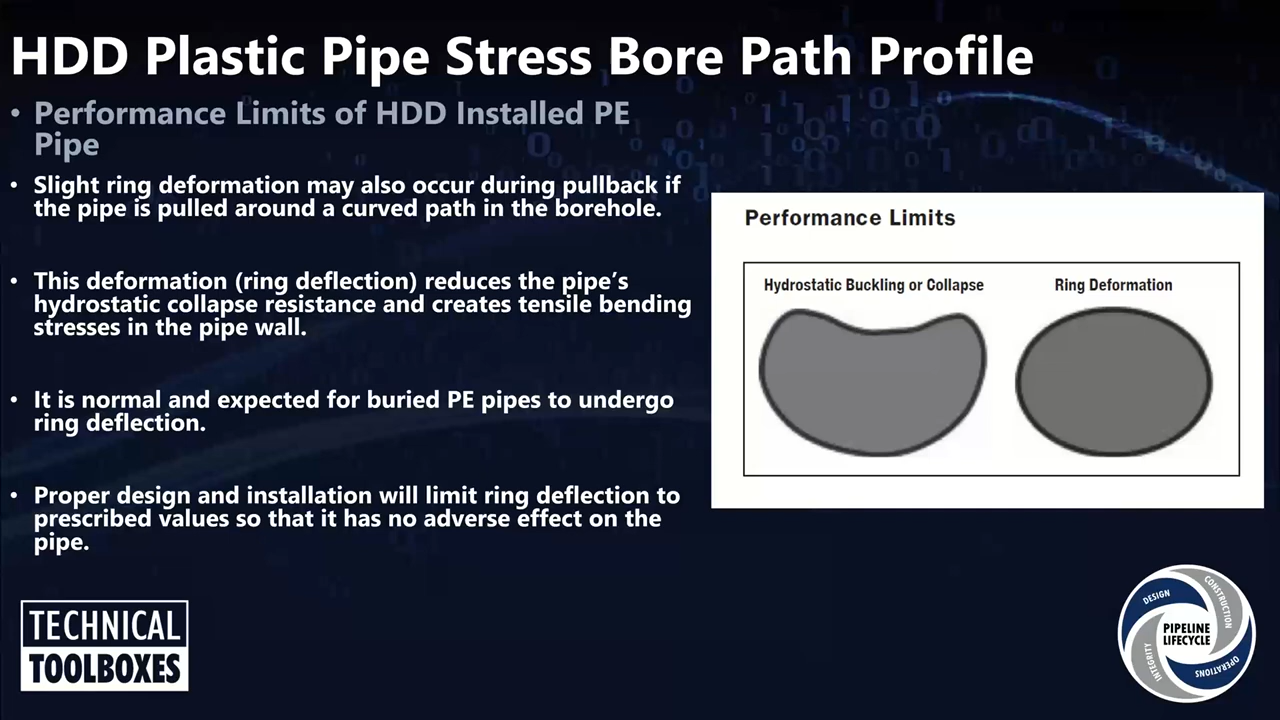 HDD Plastic Pipe Stress Bore Path Profile
• Performance Limits of HDD Installed PE
Pipe
• Slight ring deformation may also occur during pullback if
the pipe is pulled around a curved path in the borehole.
• This deformation (ring deflection) reduces the pipe’s
hydrostatic collapse resistance and creates tensile bending
stresses in the pipe wall.
• It is normal and expected for buried PE pipes to undergo
ring deflection.
• Proper design and installation will limit ring deflection to
prescribed values so that it has no adverse effect on the
pipe.
Performance Limits
Hydrostatic Buckling or Collapse
Ring Deformation
TECHNICAL
TOOLBOXES
DESIGN
CONSTRUCTION
PIPELINE
LIFECYCLE
INTEGRITY
OPERATIONS